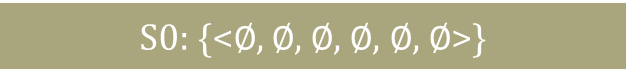 S0: {<∅, ∅, ∅, ∅, ∅, ∅>}